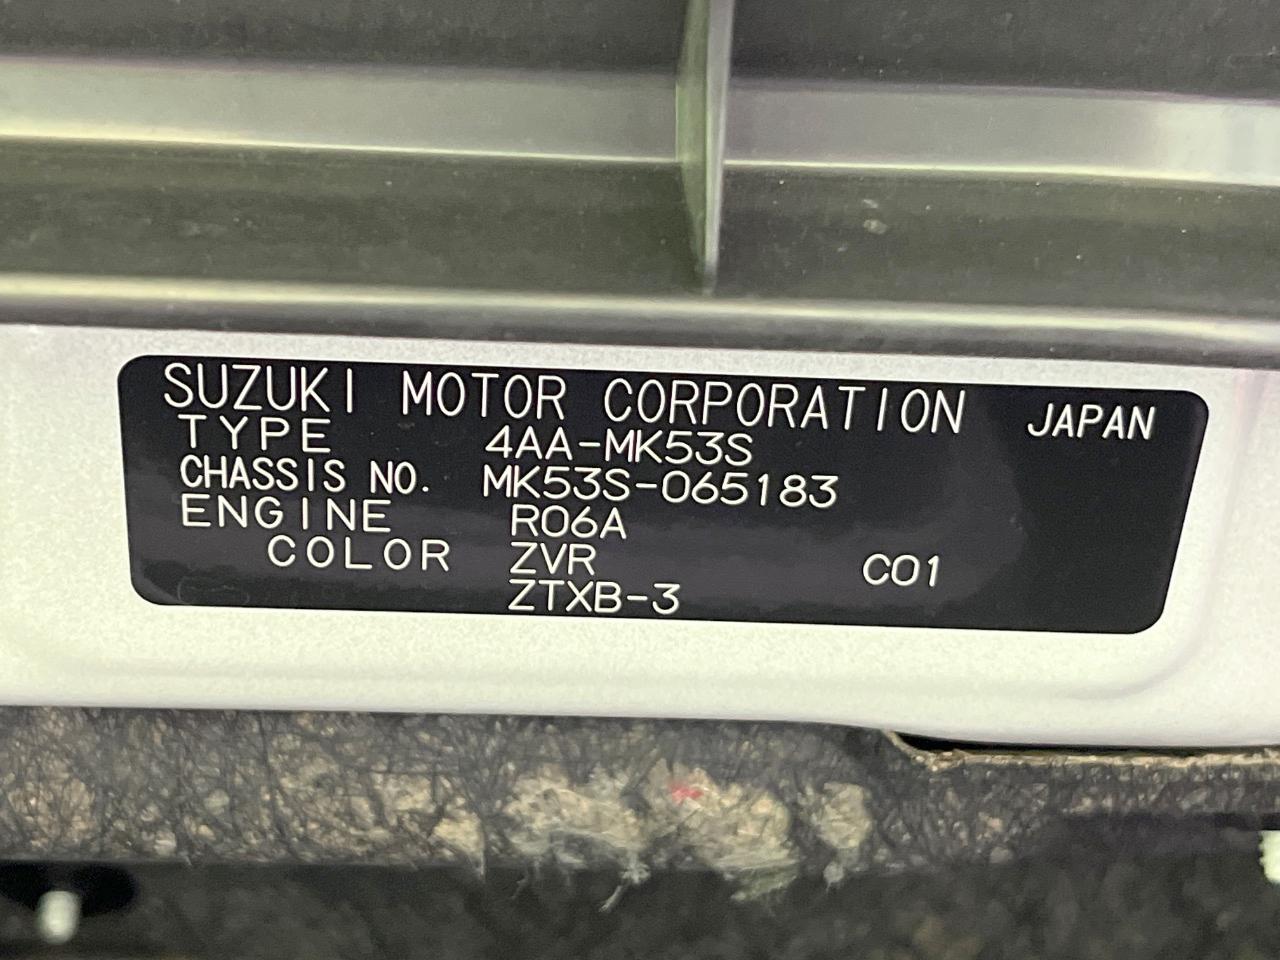 SUZUKI MOTOR CORPORATION JAPAN
TYPE 4AA-MK53S
CHASSIS NO. MK53S-065183
ENGINE R06A
COLOR ZVR C01
ZTXB-3